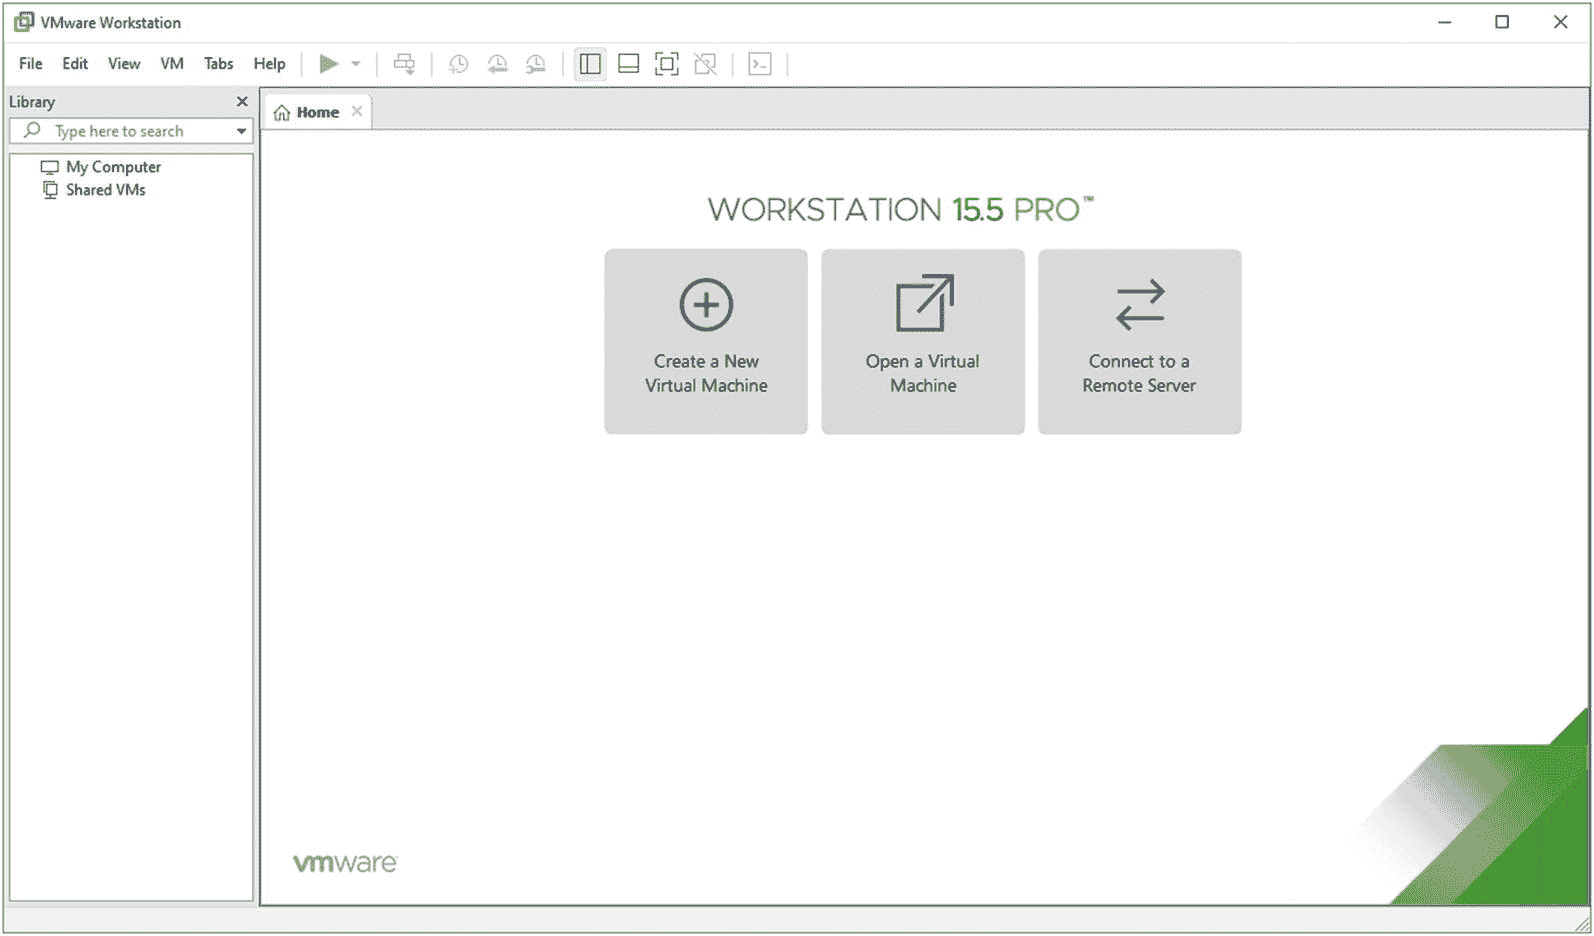 VMware Workstation
File Edit View VM Tabs Help
Library
Home
Type here to search
My Computer
Shared VMs
WORKSTATION 15.5 PRO™
Create a New
Virtual Machine
Open a Virtual
Machine
Connect to a
Remote Server
vmware